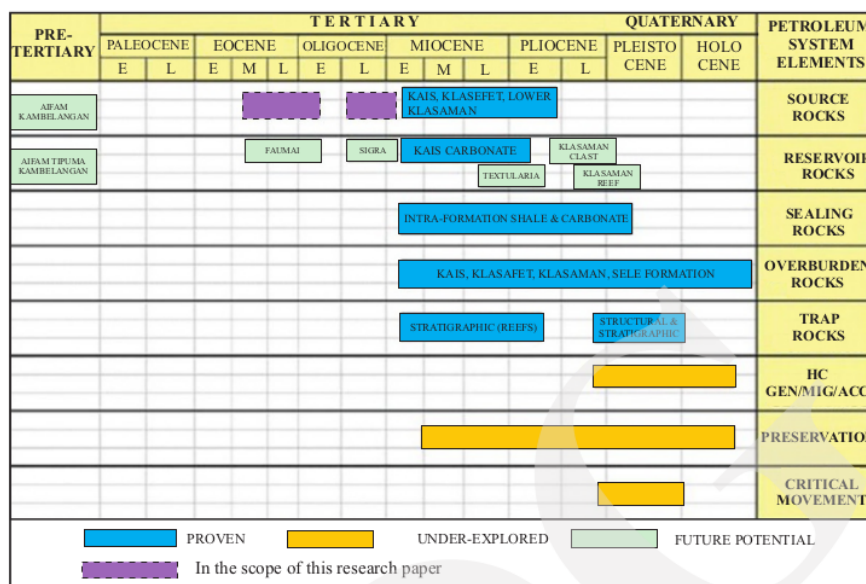 PRE-
TERTIARY
TERTIARY
QUATERNARY
PETROLEUM
SYSTEM
ELEMENTS
PALEOCENE
EOCENE
OLIGOCENE
MIOCENE
PLIOCENE
PLEISTO
CENE
HOLO
CENE
E
L
E
M
L
E
L
E
M
L
E
L
AIFAM
KAMBELANGAN
KAIS, KLASEFET, LOWER
KLASAMAN
SOURCE
ROCKS
AIFAM TIPUMA
KAMBELANGAN
FAUMAI
SIGRA
KAIS CARBONATE
KLASAMAN
CLAST
TEXTULARIA
KLASAMAN
REEF
RESERVOIR
ROCKS
INTRA-FORMATION SHALE & CARBONATE
SEALING
ROCKS
KAIS, KLASAFET, KLASAMAN, SELE FORMATION
OVERBURDEN
ROCKS
STRATIGRAPHIC (REEFS)
STRUCTURAL &
STRATIGRAPHIC
TRAP
ROCKS
HC
GEN/MIG/ACC
PRESERVATION
CRITICAL
MOVEMENT
PROVEN
UNDER-EXPLORED
FUTURE POTENTIAL
In the scope of this research paper